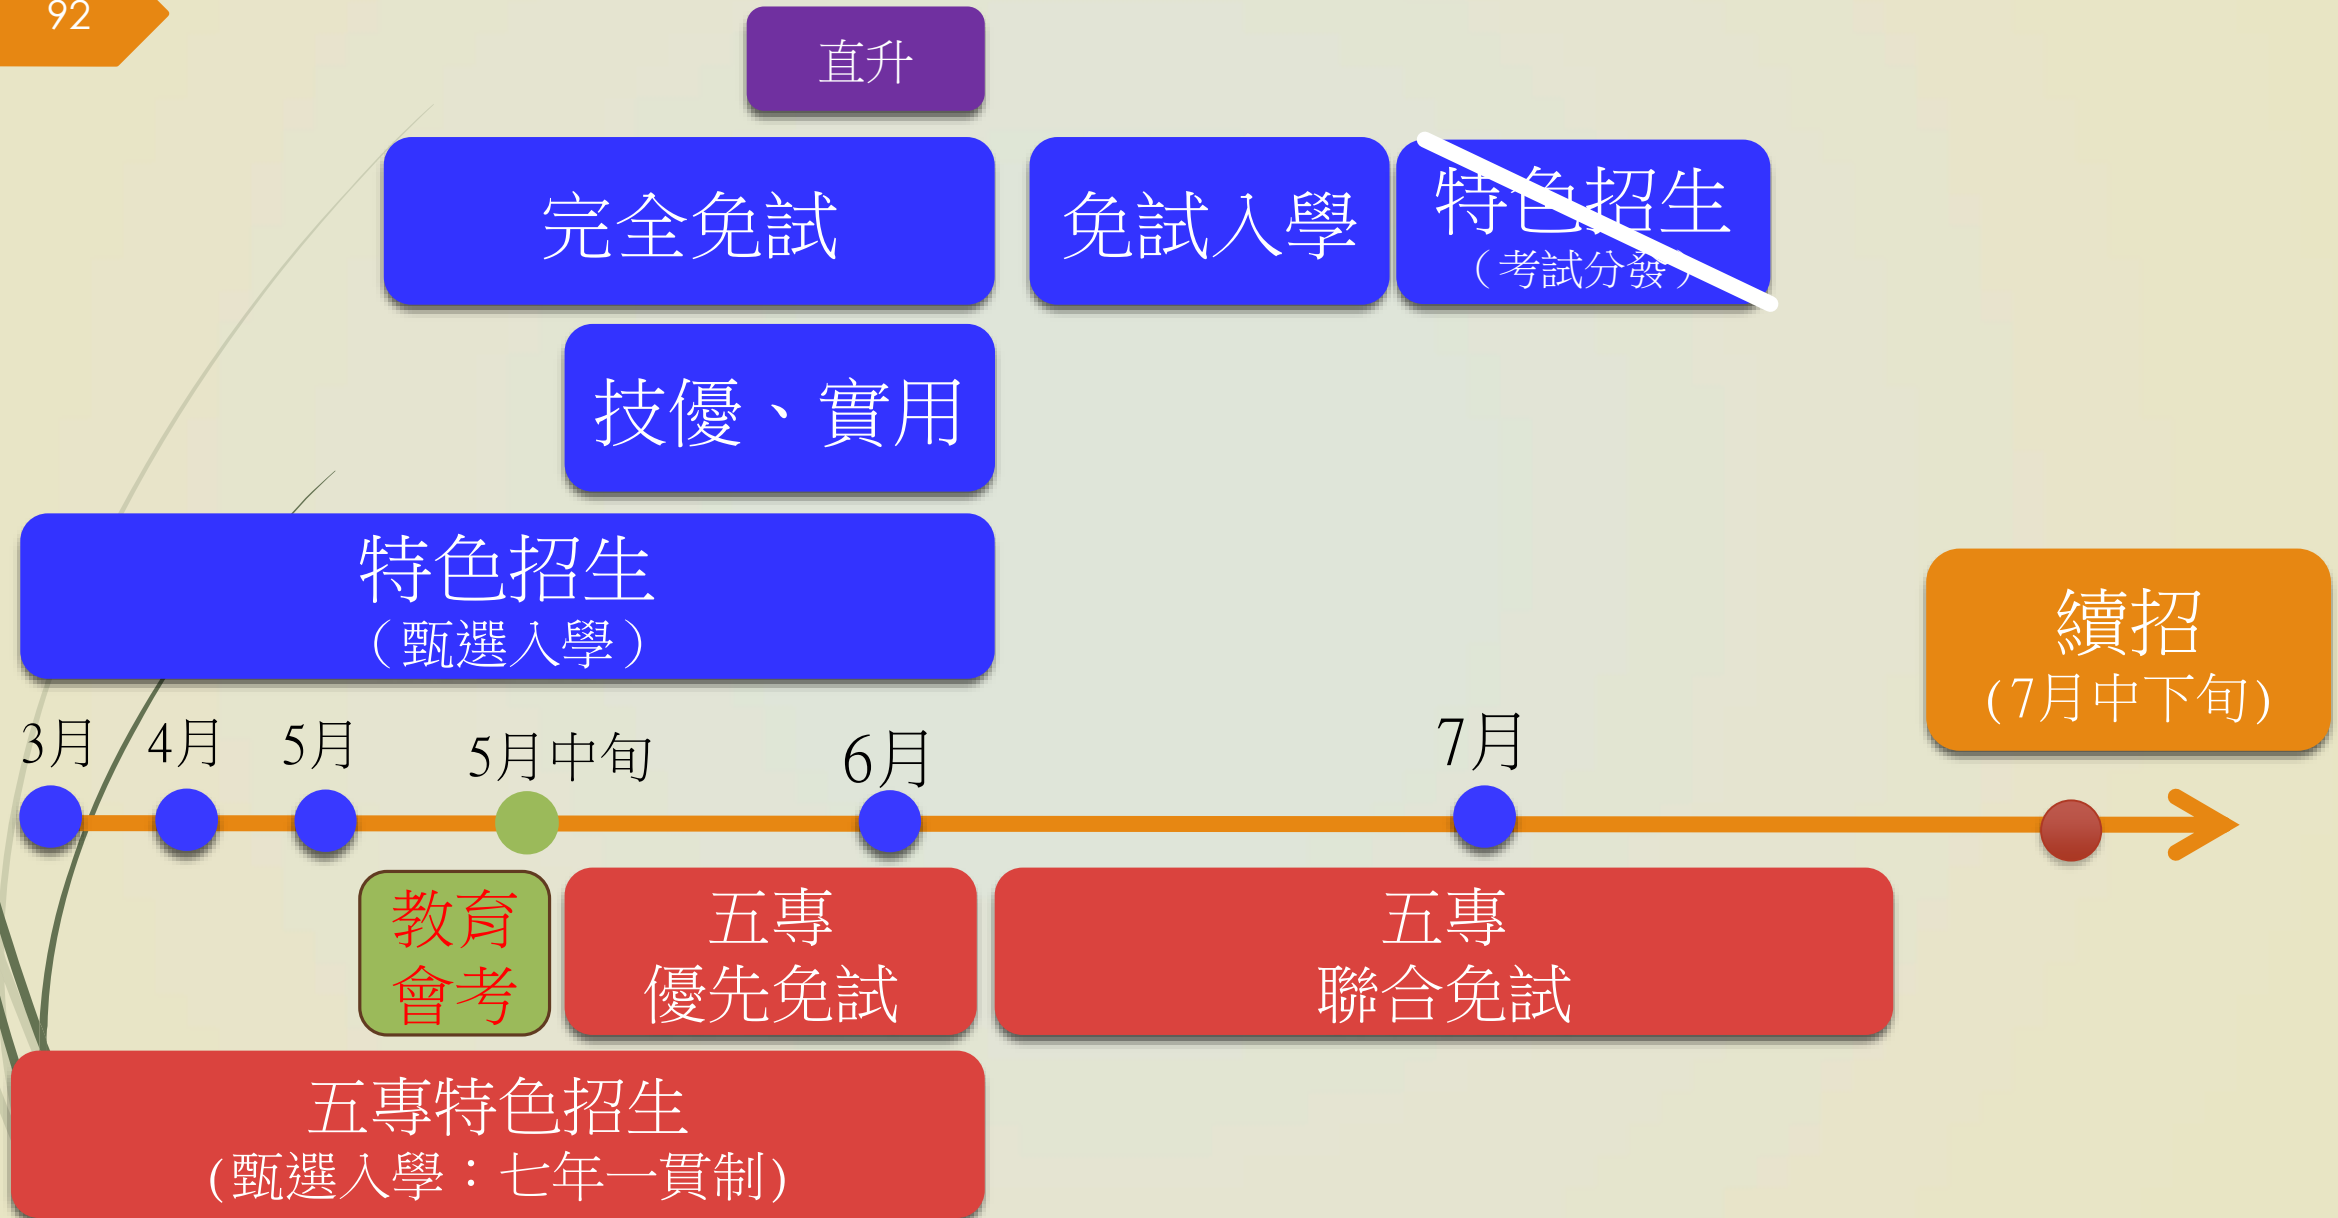 92
直升
完全免試
免試入學
特色招生
（考試分發）
技優、實用
特色招生
（甄選入學）
續招
(7月中下旬)
3月
4月
5月
5月中旬
6月
7月
教育
會考
五專
優先免試
五專
聯合免試
五專特色招生
(甄選入學：七年一貫制)